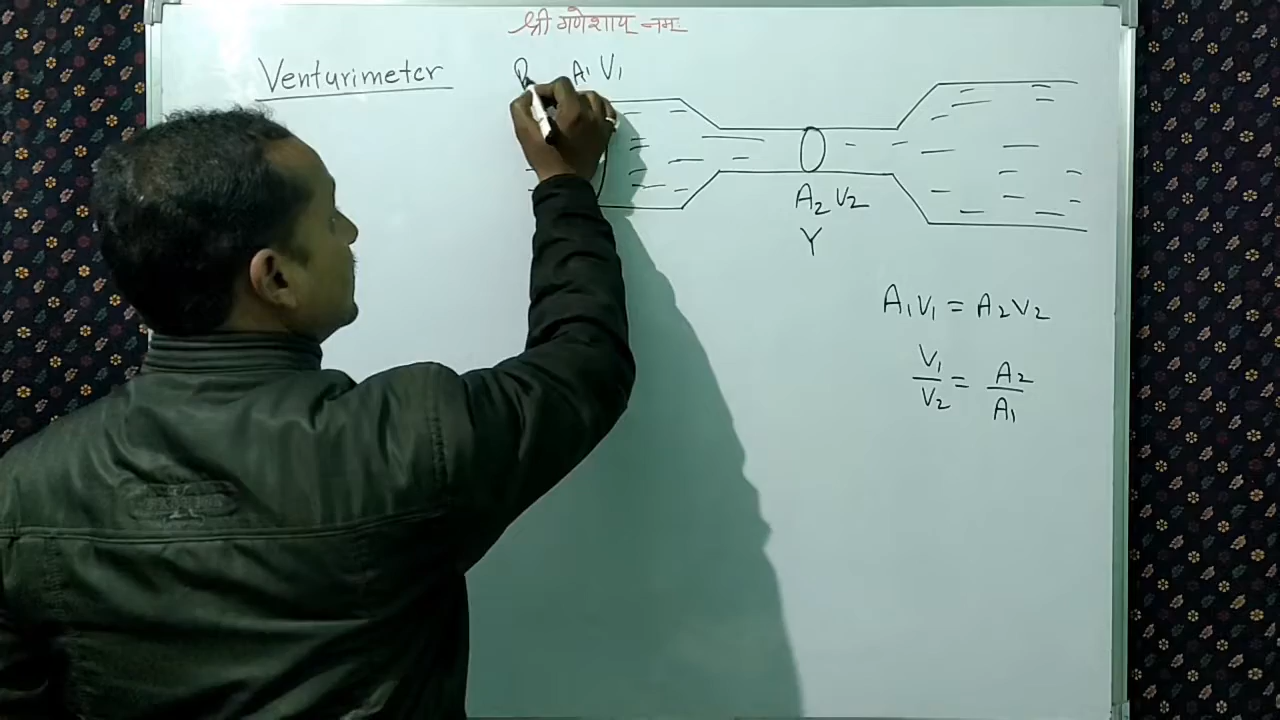 श्री गणेशाय नमः
Venturimeter
P A₁ V₁
A₂ V₂
Y
A₁V₁ = A₂V₂
V₁/V₂ = A₂/A₁